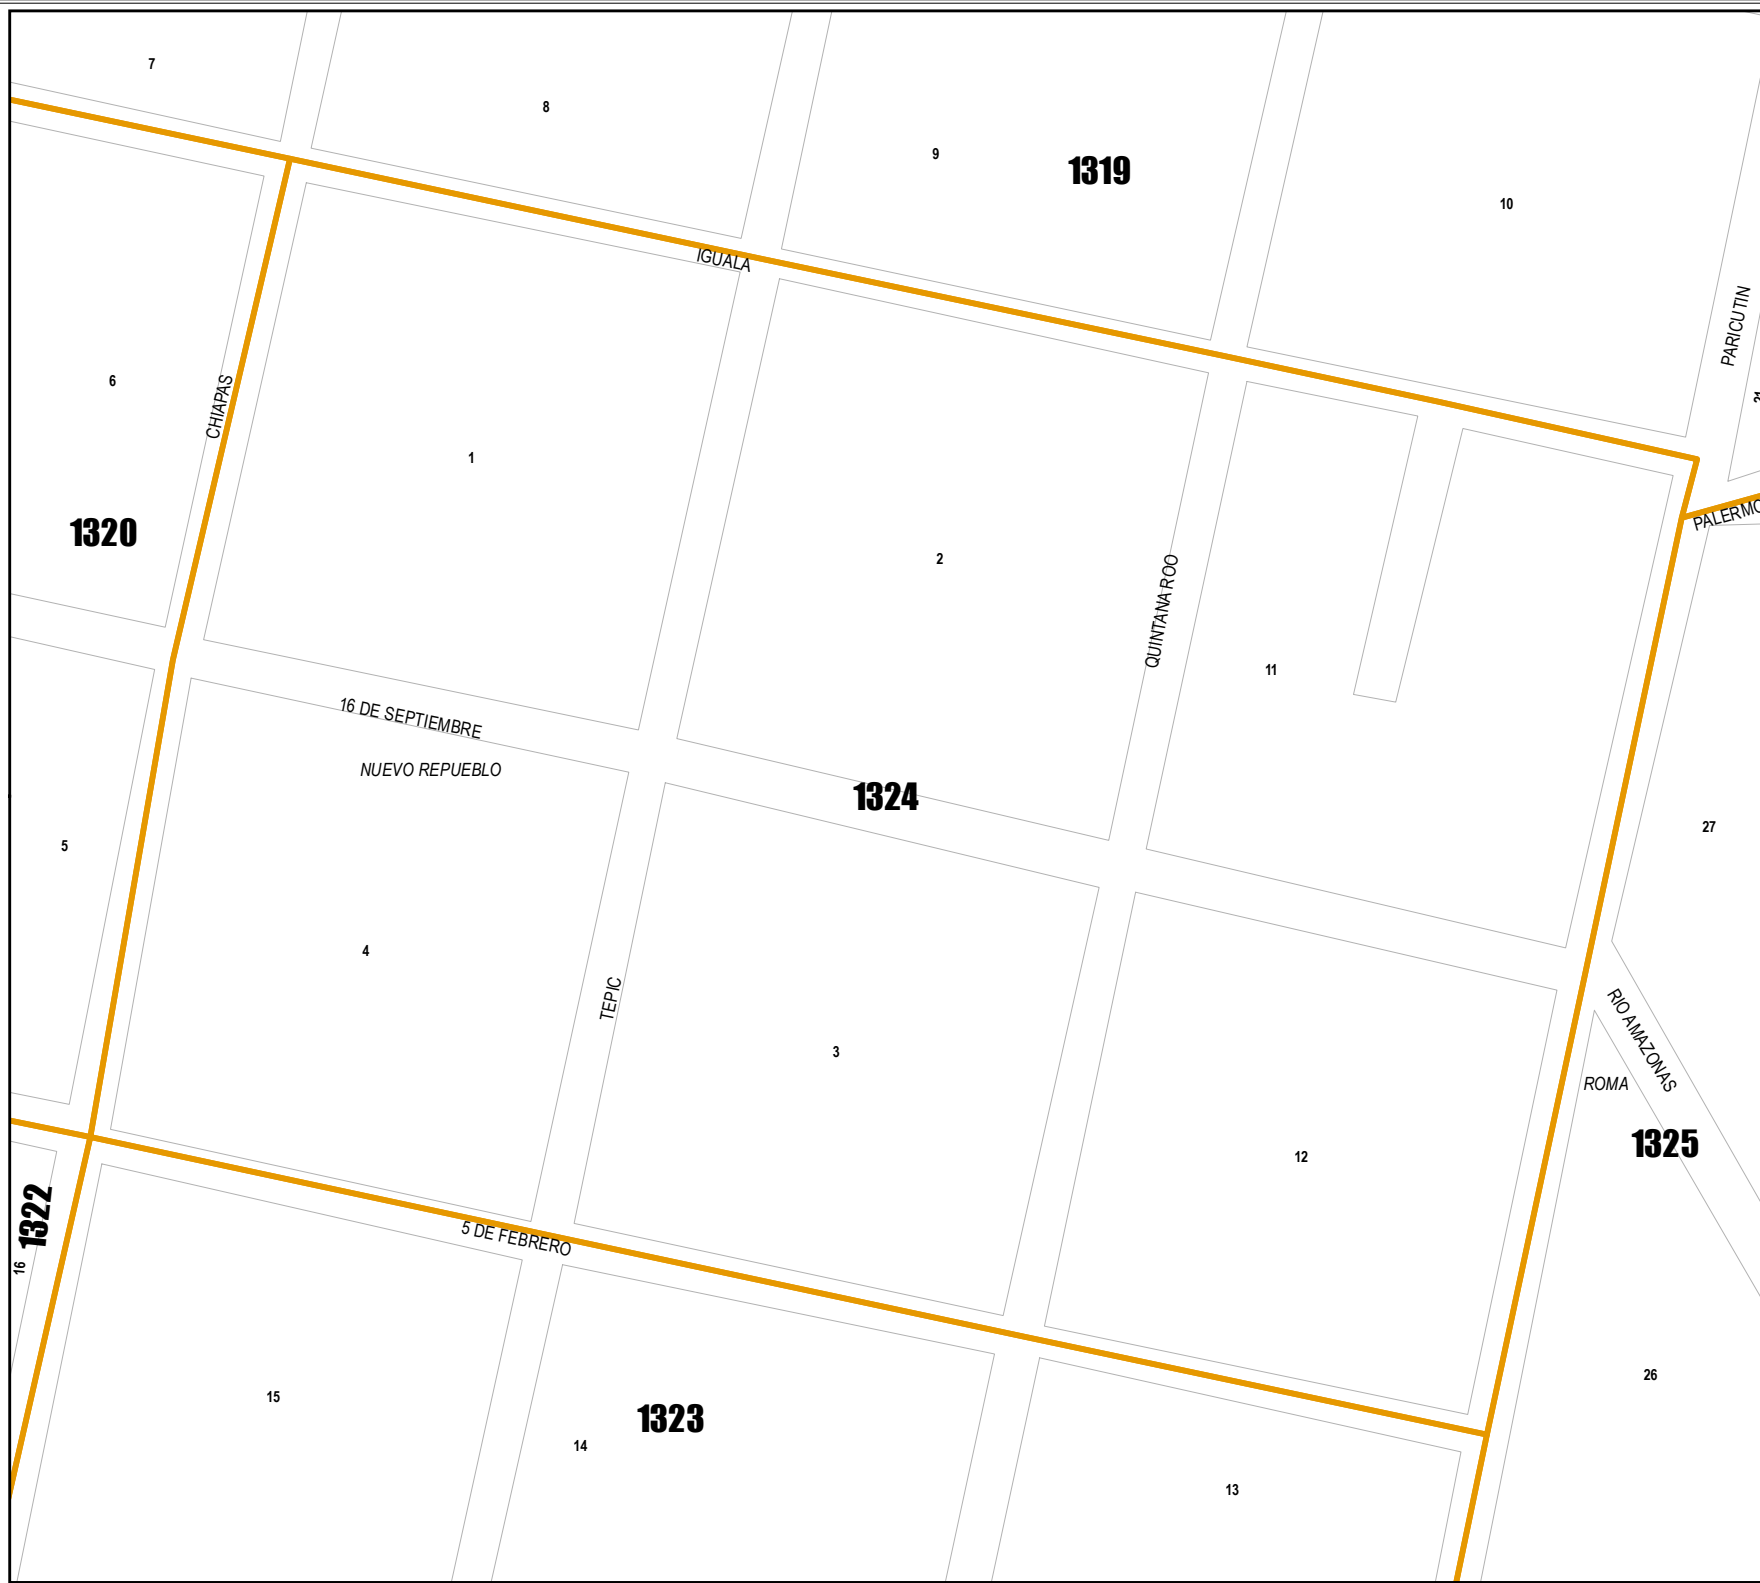 7
8
9
1319
10
IGUALA
PARICUTIN
6
CHIAPAS
1
1320
PALERMO
2
QUINTANA ROO
11
16 DE SEPTIEMBRE
NUEVO REPUEBLO
1324
27
5
4
TEPIC
3
RIO AMAZONAS
ROMA
1325
12
1322
16
5 DE FEBRERO
26
15
1323
14
13